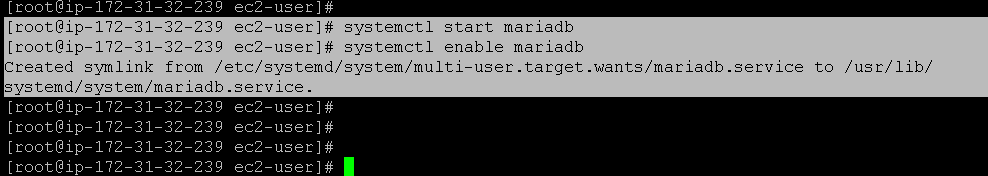 [root@ip-172-31-32-239 ec2-user]#
[root@ip-172-31-32-239 ec2-user]# systemctl start mariadb
[root@ip-172-31-32-239 ec2-user]# systemctl enable mariadb
Created symlink from /etc/systemd/system/multi-user.target.wants/mariadb.service to /usr/lib/
systemd/system/mariadb.service.
[root@ip-172-31-32-239 ec2-user]#
[root@ip-172-31-32-239 ec2-user]#
[root@ip-172-31-32-239 ec2-user]#
[root@ip-172-31-32-239 ec2-user]#